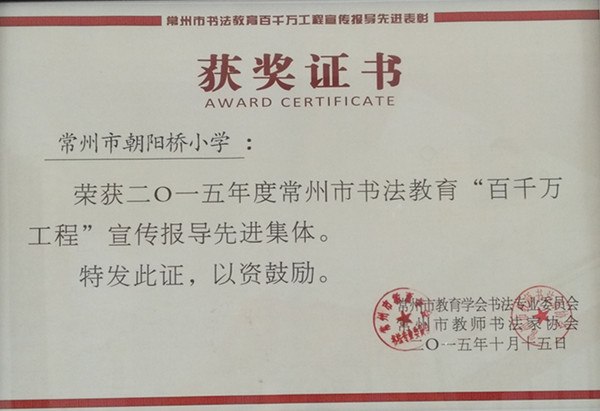 常州市书法教育百千万工程宣传报导先进表彰
获奖证书
AWARD CERTIFICATE
常州市朝阳桥小学：
荣获二〇一五年度常州市书法教育“百千万
工程”宣传报导先进集体。
特发此证，以资鼓励。
常州市教育学会书法专业委员会
常州市教师书法家协会
二〇一五年十月十五日